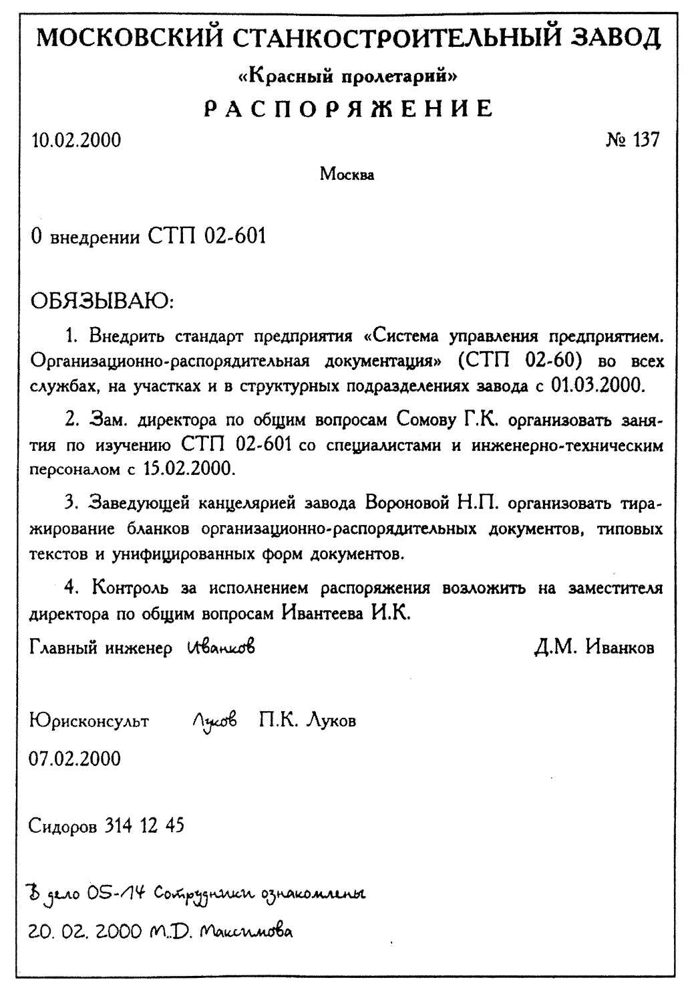 МОСКОВСКИЙ СТАНКОСТРОИТЕЛЬНЫЙ ЗАВОД
«Красный пролетарий»
РАСПОРЯЖЕНИЕ
10.02.2000 № 137
Москва
О внедрении СТП 02-601
ОБЯЗЫВАЮ:
1. Внедрить стандарт предприятия «Система управления предприятием.
Организационно-распорядительная документация» (СТП 02-60) во всех
службах, на участках и в структурных подразделениях завода с 01.03.2000.
2. Зам. директора по общим вопросам Сомову Г.К. организовать заня-
тия по изучению СТП 02-601 со специалистами и инженерно-техническим
персоналом с 15.02.2000.
3. Заведующей канцелярией завода Вороновой Н.П. организовать тира-
жирование бланков организационно-распорядительных документов, типовых
текстов и унифицированных форм документов.
4. Контроль за исполнением распоряжения возложить на заместителя
директора по общим вопросам Ивантеева И.К.
Главный инженер Иванков Д.М. Иванков
Юрисконсульт Луков П.К. Луков
07.02.2000
Сидоров 314 12 45
В дело 05-14 Сотрудники ознакомлены
20. 02. 2000 М.Д. Максимова